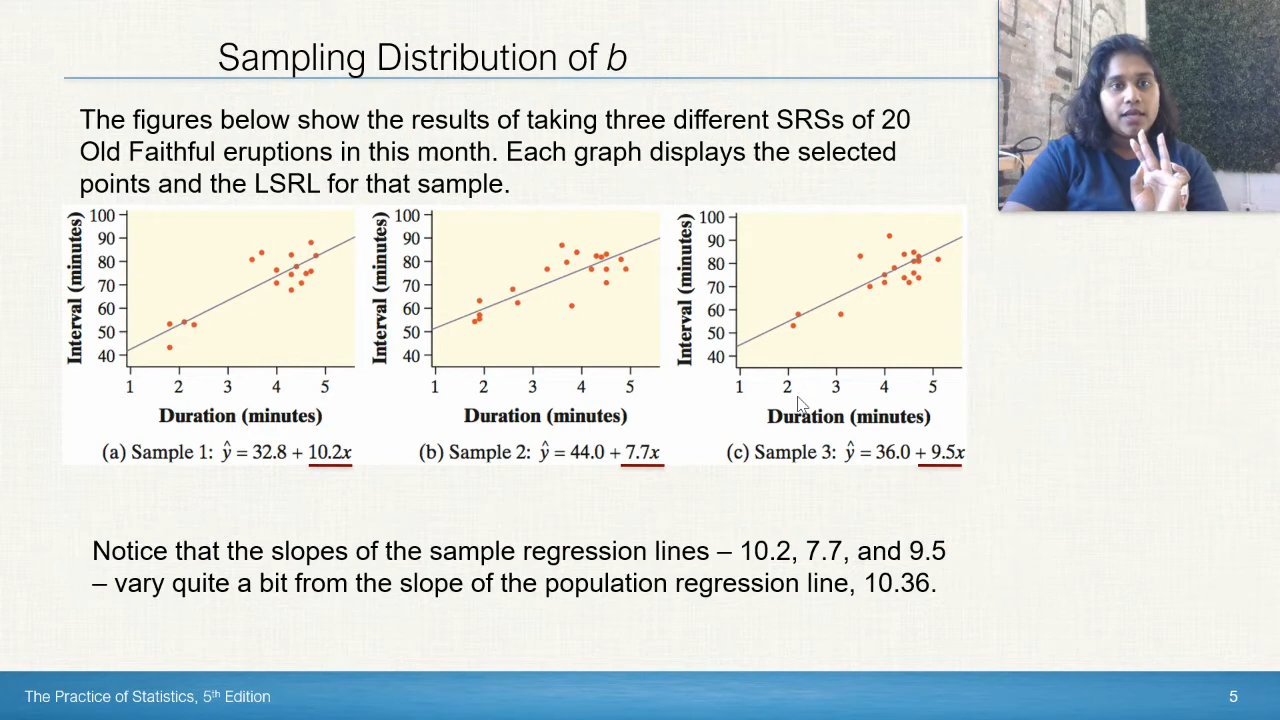 Sampling Distribution of b
The figures below show the results of taking three different SRSs of 20
Old Faithful eruptions in this month. Each graph displays the selected
points and the LSRL for that sample.
Interval (minutes)
100
90
80
70
60
50
40
1 2 3 4 5
Duration (minutes)
(a) Sample 1: ŷ = 32.8 + 10.2x
Interval (minutes)
100
90
80
70
60
50
40
1 2 3 4 5
Duration (minutes)
(b) Sample 2: ŷ = 44.0 + 7.7x
Interval (minutes)
100
90
80
70
60
50
40
1 2 3 4 5
Duration (minutes)
(c) Sample 3: ŷ = 36.0 + 9.5x
Notice that the slopes of the sample regression lines – 10.2, 7.7, and 9.5
– vary quite a bit from the slope of the population regression line, 10.36.
The Practice of Statistics, 5th Edition
5